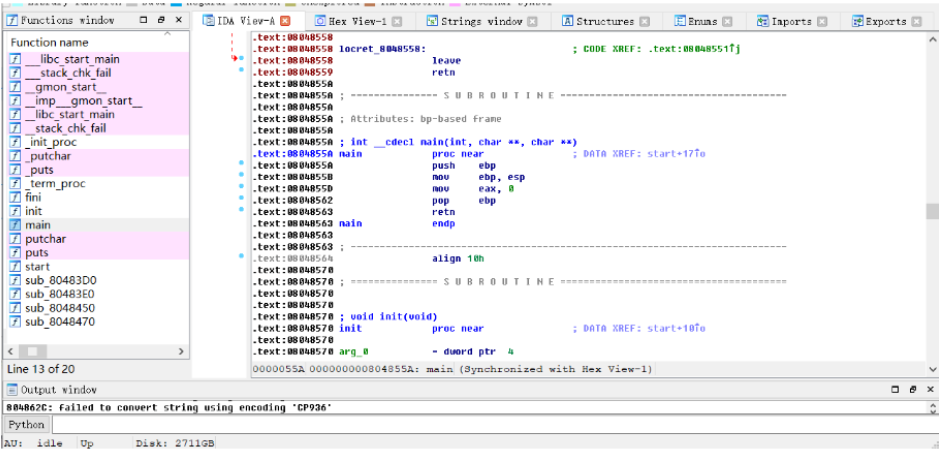 Functions window
IDA View-A
Hex View-1
Strings window
Structures
Enums
Imports
Exports
Function name
__libc_start_main
___stack_chk_fail
__gmon_start__
__imp___gmon_start__
__libc_start_main
__stack_chk_fail
_init_proc
_putchar
_puts
_term_proc
fini
init
main
putchar
puts
start
sub_80483D0
sub_80483E0
sub_8048450
sub_8048470
Line 13 of 20
.text:08048558
.text:08048558 locret_8048558: ; CODE XREF: .text:08048551↑j
.text:08048558 leave
.text:08048559 retn
.text:0804855A
.text:0804855A ; --------------- S U B R O U T I N E ---------------------------------------
.text:0804855A
.text:0804855A ; Attributes: bp-based frame
.text:0804855A
.text:0804855A ; int __cdecl main(int, char **, char **)
.text:0804855A main proc near ; DATA XREF: start+17↑o
.text:0804855A push ebp
.text:0804855B mov ebp, esp
.text:0804855D mov eax, 0
.text:08048562 pop ebp
.text:08048563 retn
.text:08048563 main endp
.text:08048563
.text:08048563 ; ---------------------------------------------------------------------------
.text:08048564 align 10h
.text:08048570
.text:08048570 ; --------------- S U B R O U T I N E ---------------------------------------
.text:08048570
.text:08048570
.text:08048570 ; void init(void)
.text:08048570 init proc near ; DATA XREF: start+10↑o
.text:08048570
.text:08048570 arg_0 = dword ptr 4
0000055A 000000000804855A: main (Synchronized with Hex View-1)
Output window
804862C: failed to convert string using encoding 'CP936'
Python
AU: idle Up Disk: 2711GB